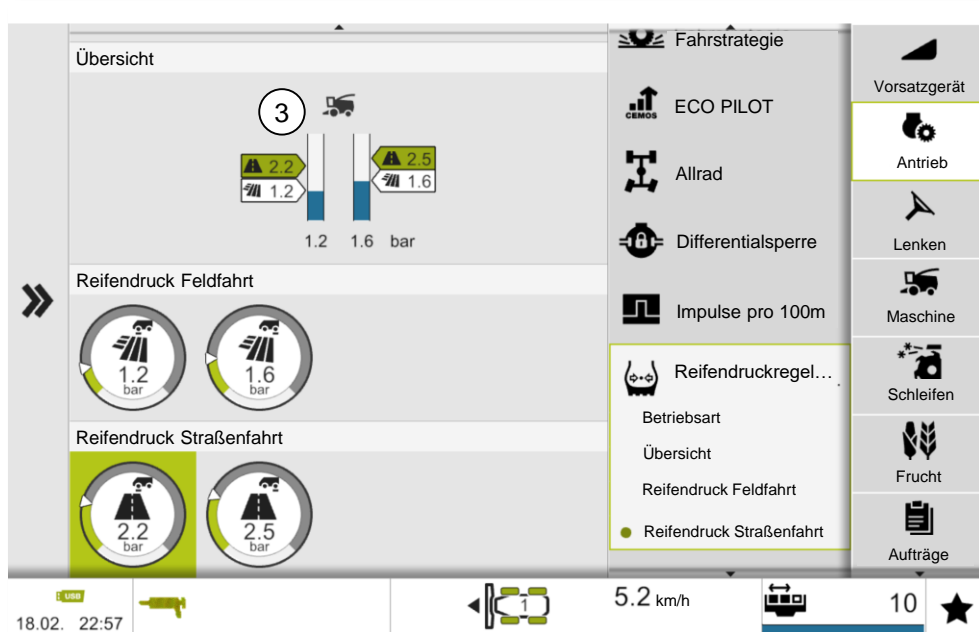 Übersicht
3
2.2
1.2
2.5
1.6
1.2 1.6 bar
Reifendruck Feldfahrt
1.2
bar
1.6
bar
Reifendruck Straßenfahrt
2.2
bar
2.5
bar
Fahrstrategie
CEMOS
ECO PILOT
Allrad
Differentialsperre
Impulse pro 100m
Reifendruckregel...
Betriebsart
Übersicht
Reifendruck Feldfahrt
Reifendruck Straßenfahrt
Vorsatzgerät
Antrieb
Lenken
Maschine
Schleifen
Frucht
Aufträge
USB
18.02. 22:57
1
5.2 km/h
10